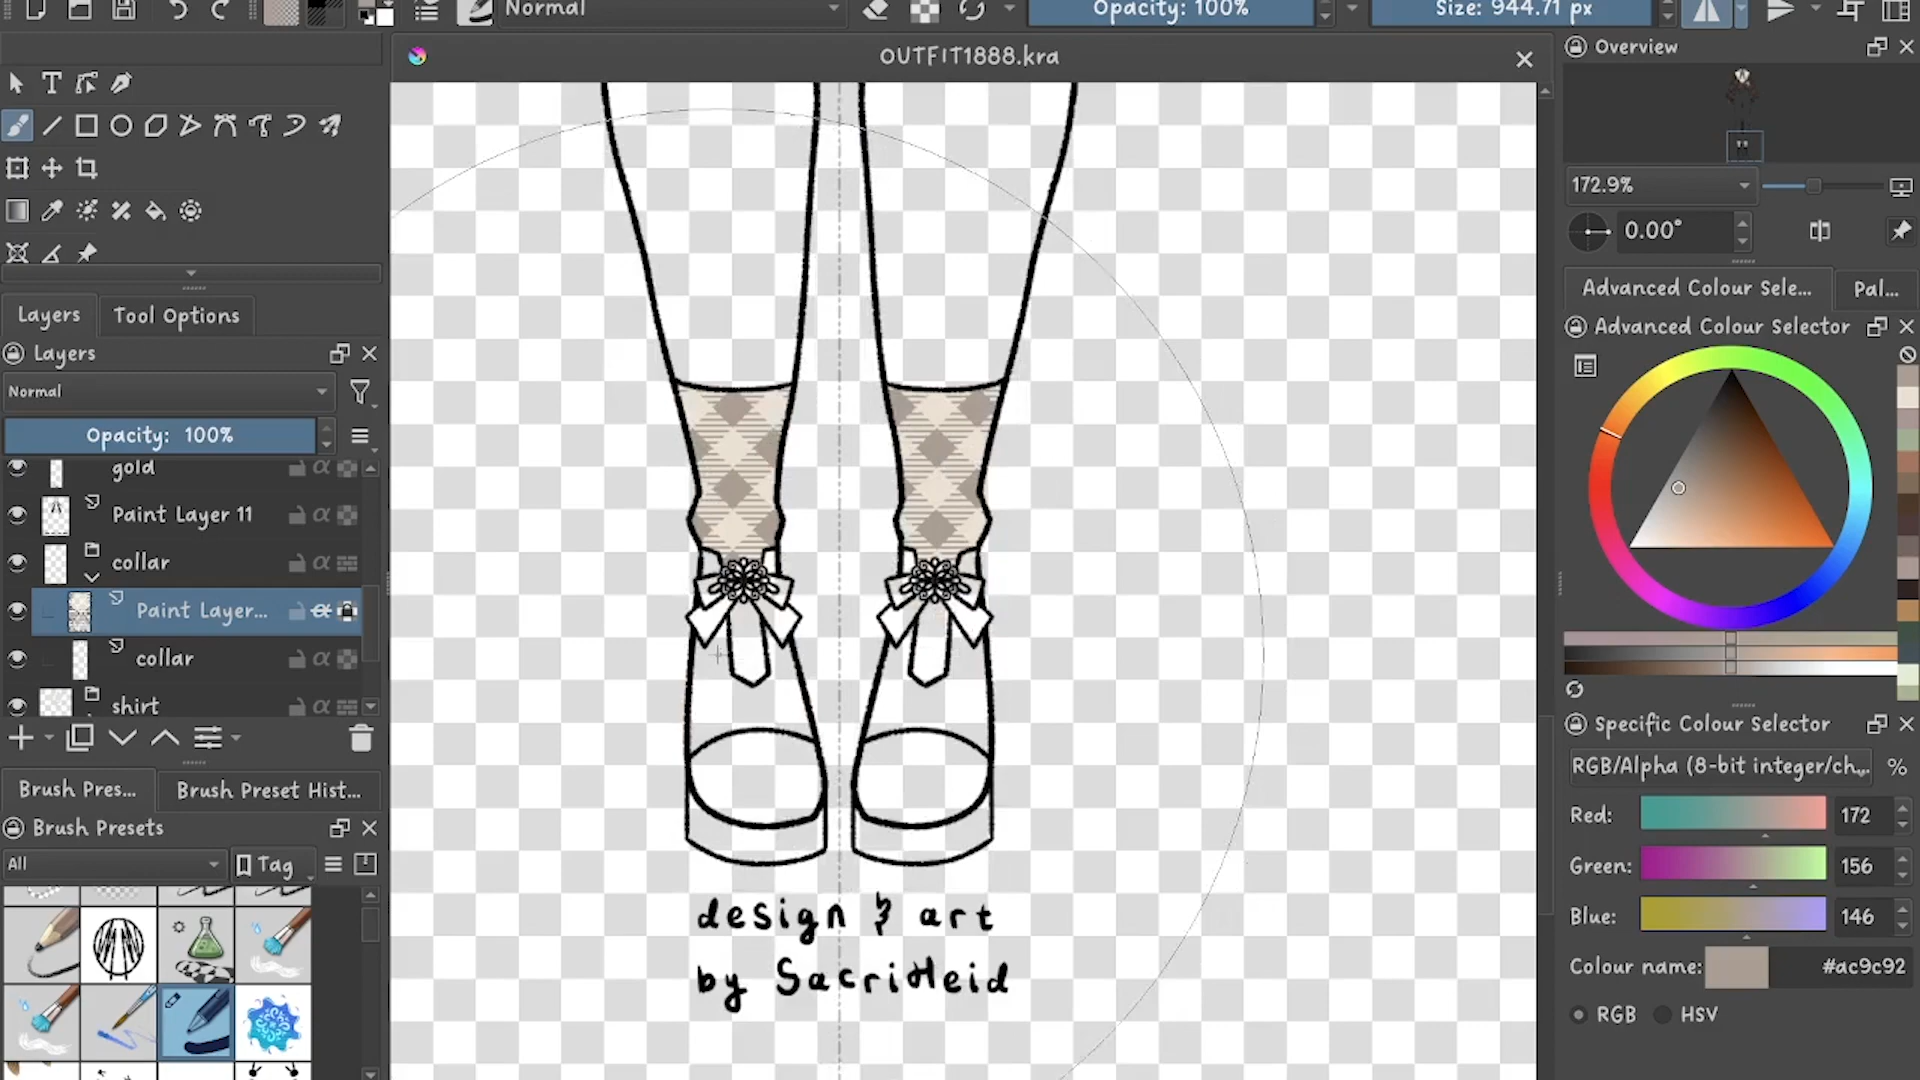 Normal
Opacity: 100%
Size: 944.71 px
OUTFIT1888.kra
Overview
172.9%
0.00°
Layers
Tool Options
Layers
Normal
Opacity: 100%
gold
Paint Layer 11
collar
Paint Layer...
collar
shirt
Brush Pres...
Brush Preset Hist...
Brush Presets
All
Tag
design & art
by SacriHeid
Advanced Colour Sele...
Pal...
Advanced Colour Selector
Specific Colour Selector
RGB/Alpha (8-bit integer/ch...
%
Red: 172
Green: 156
Blue: 146
Colour name: #ac9c92
RGB HSV